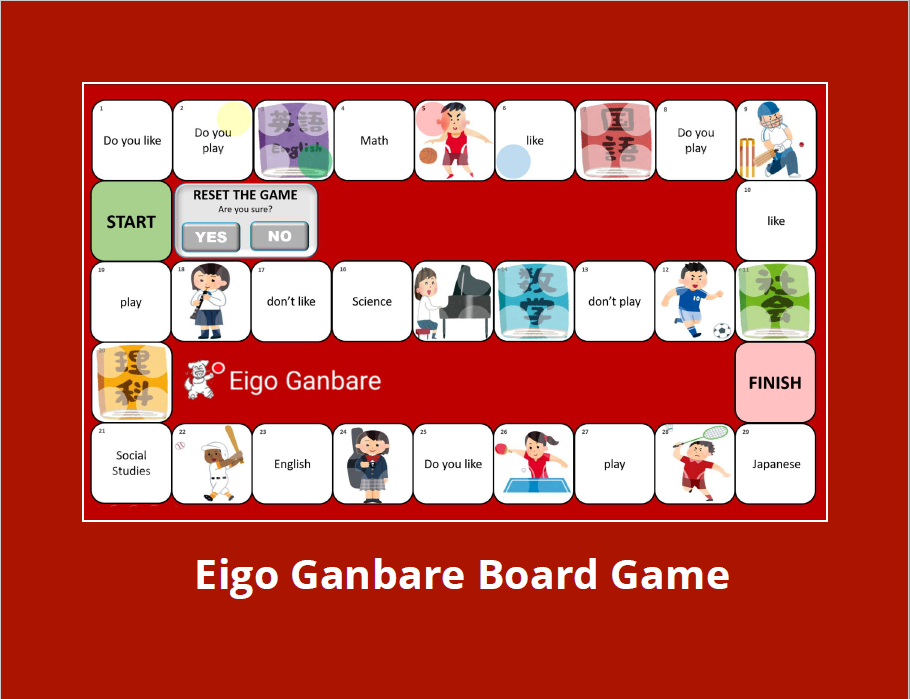 1
Do you like
2
Do you
play
3
英語
English
4
Math
5
6
like
7
国
語
8
Do you
play
9
START
RESET THE GAME
Are you sure?
YES
NO
10
like
19
play
18
17
don't like
16
Science
14
数
学
13
don't play
12
10
11
社
会
20
理
科
Eigo Ganbare
FINISH
21
Social
Studies
22
23
English
24
25
Do you like
26
27
play
28
29
Japanese
Eigo Ganbare Board Game